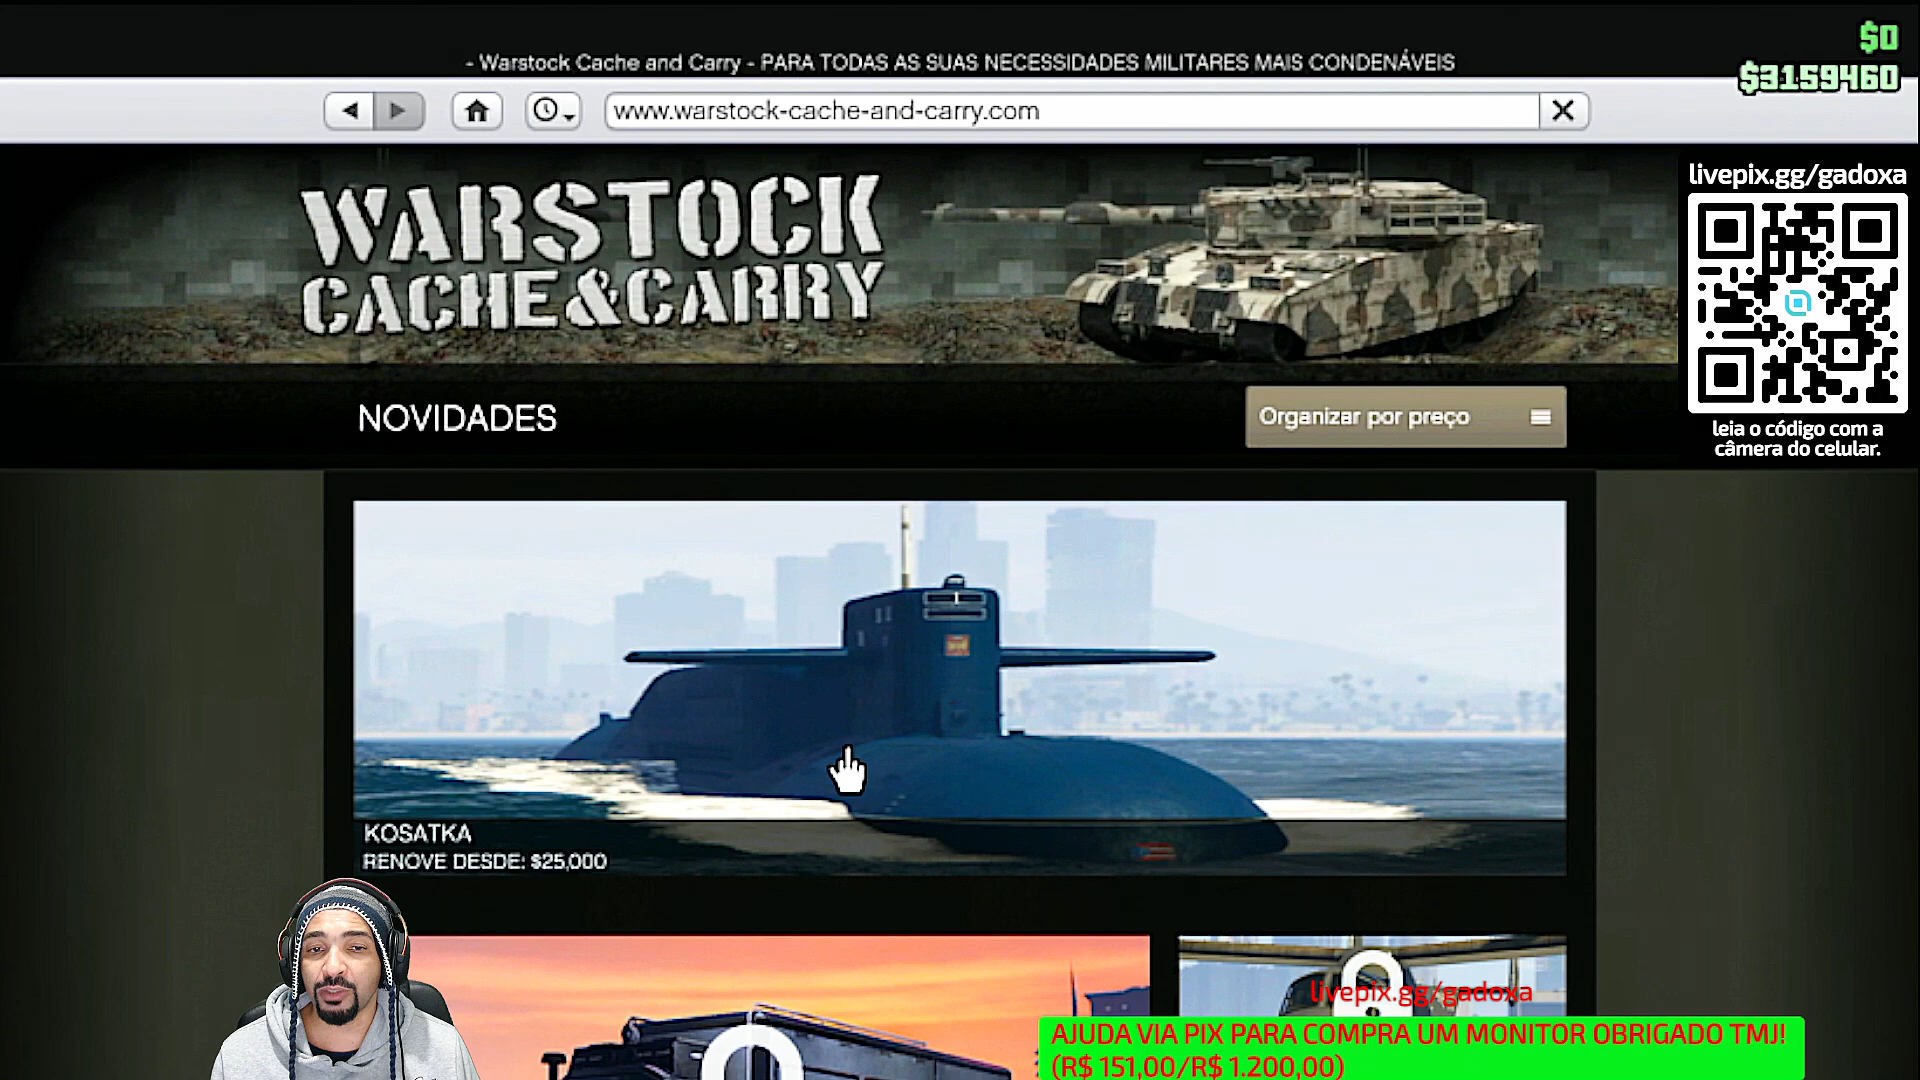 $0
- Warstock Cache and Carry - PARA TODAS AS SUAS NECESSIDADES MILITARES MAIS CONDENÁVEIS
$3159460
www.warstock-cache-and-carry.com
WARSTOCK
CACHE&CARRY
livepix.gg/gadoxa
leia o código com a
câmera do celular.
NOVIDADES
Organizar por preço
KOSATKA
RENOVE DESDE: $25,000
livepix.gg/gadoxa
AJUDA VIA PIX PARA COMPRA UM MONITOR OBRIGADO TMJ!
(R$ 151,00/R$ 1.200,00)